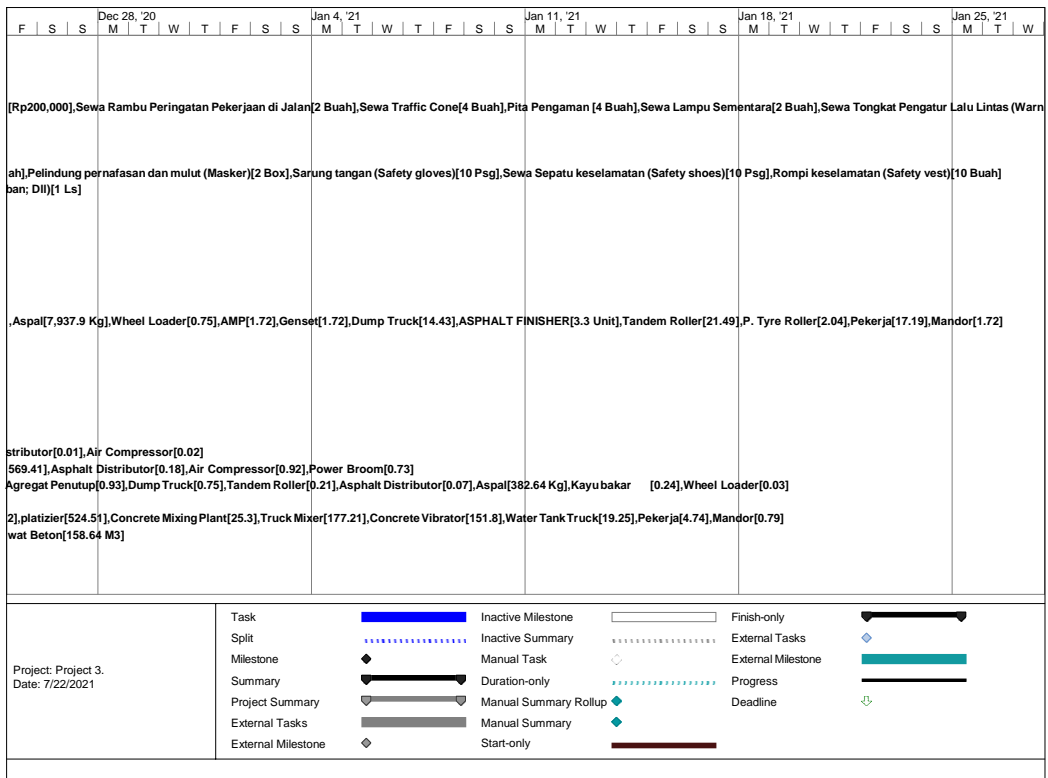 Dec 28, '20 Jan 4, '21 Jan 11, '21 Jan 18, '21 Jan 25, '21
F S S M T W T F S S M T W T F S S M T W T F S S M T W T F S S M T W
[Rp200,000],Sewa Rambu Peringatan Pekerjaan di Jalan[2 Buah],Sewa Traffic Cone[4 Buah],Pita Pengaman [4 Buah],Sewa Lampu Sementara[2 Buah],Sewa Tongkat Pengatur Lalu Lintas (Warn
ah],Pelindung pernafasan dan mulut (Masker)[2 Box],Sarung tangan (Safety gloves)[10 Psg],Sewa Sepatu keselamatan (Safety shoes)[10 Psg],Rompi keselamatan (Safety vest)[10 Buah]
ban; Dll)[1 Ls]
,Aspal[7,937.9 Kg],Wheel Loader[0.75],AMP[1.72],Genset[1.72],Dump Truck[14.43],ASPHALT FINISHER[3.3 Unit],Tandem Roller[21.49],P. Tyre Roller[2.04],Pekerja[17.19],Mandor[1.72]
stributor[0.01],Air Compressor[0.02]
569.41],Asphalt Distributor[0.18],Air Compressor[0.92],Power Broom[0.73]
Agregat Penutup[0.93],Dump Truck[0.75],Tandem Roller[0.21],Asphalt Distributor[0.07],Aspal[382.64 Kg],Kayu bakar [0.24],Wheel Loader[0.03]
2],platizier[524.51],Concrete Mixing Plant[25.3],Truck Mixer[177.21],Concrete Vibrator[151.8],Water Tank Truck[19.25],Pekerja[4.74],Mandor[0.79]
wat Beton[158.64 M3]
Project: Project 3.
Date: 7/22/2021
Task
Split
Milestone
Summary
Project Summary
External Tasks
External Milestone
Inactive Milestone
Inactive Summary
Manual Task
Duration-only
Manual Summary Rollup
Manual Summary
Start-only
Finish-only
External Tasks
External Milestone
Progress
Deadline